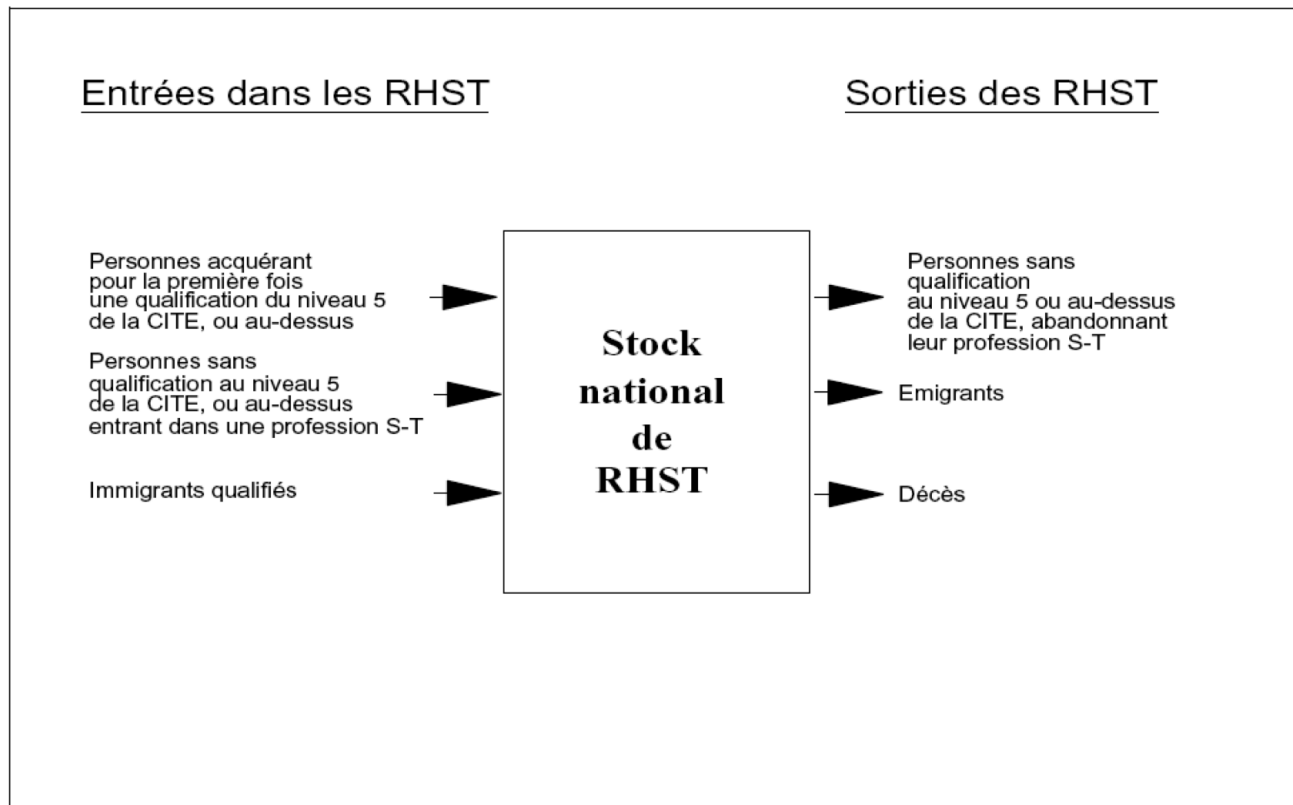 Entrées dans les RHST
Sorties des RHST
Personnes acquérant
pour la première fois
une qualification du niveau 5
de la CITE, ou au-dessus
Personnes sans
qualification au niveau 5
de la CITE, ou au-dessus
entrant dans une profession S-T
Immigrants qualifiés
Stock
national
de
RHST
Personnes sans
qualification
au niveau 5 ou au-dessus
de la CITE, abandonnant
leur profession S-T
Emigrants
Décès